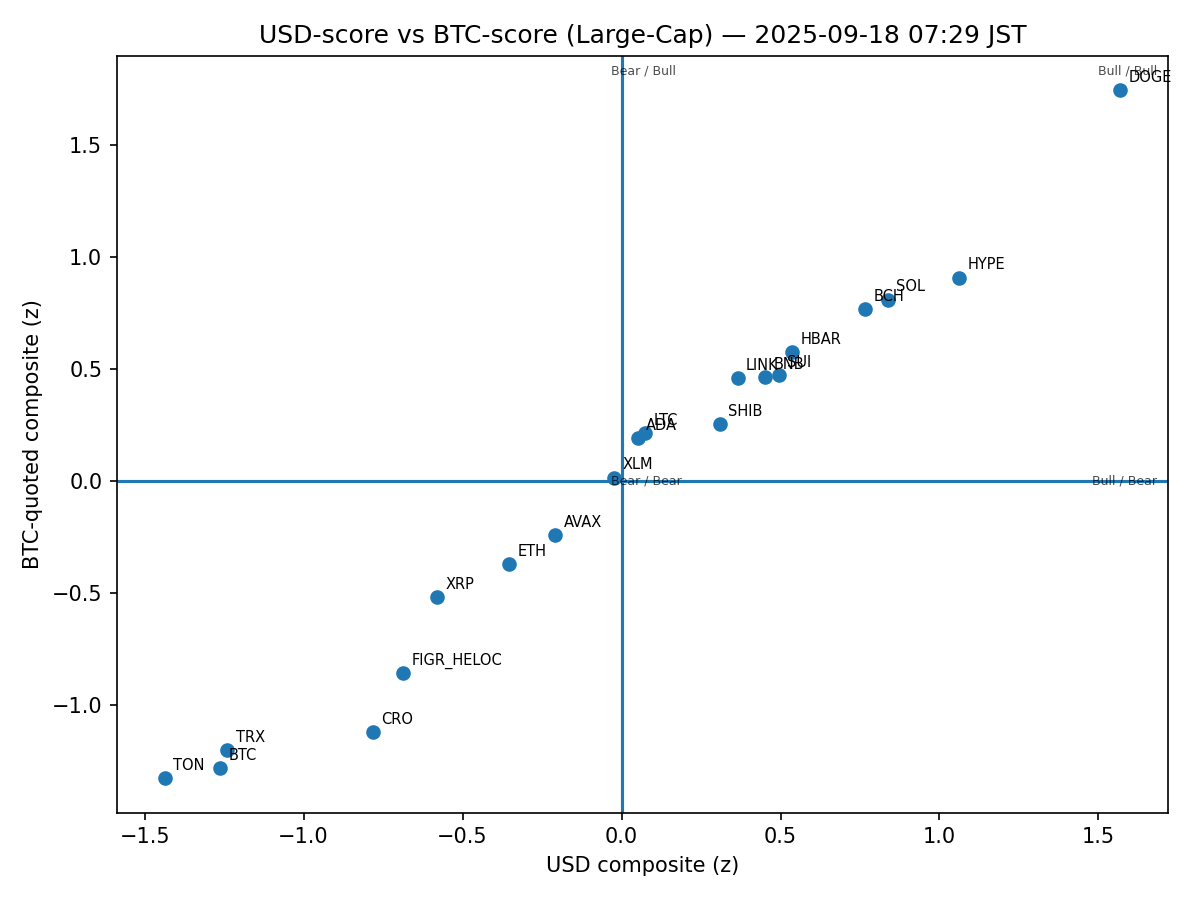 USD-score vs BTC-score (Large-Cap) — 2025-09-18 07:29 JST
Bear / Bull
Bull / Bull
DOGE
1.5
HYPE
1.0
SOL
BCH
HBAR
LINK
BNB
SUI
0.5
SHIB
LTC
ADA
XLM
0.0
Bear / Bear
Bull / Bear
AVAX
ETH
XRP
−0.5
FIGR_HELOC
−1.0
CRO
TRX
BTC
TON
−1.5
−1.0
−0.5
0.0
0.5
1.0
1.5
USD composite (z)
BTC-quoted composite (z)